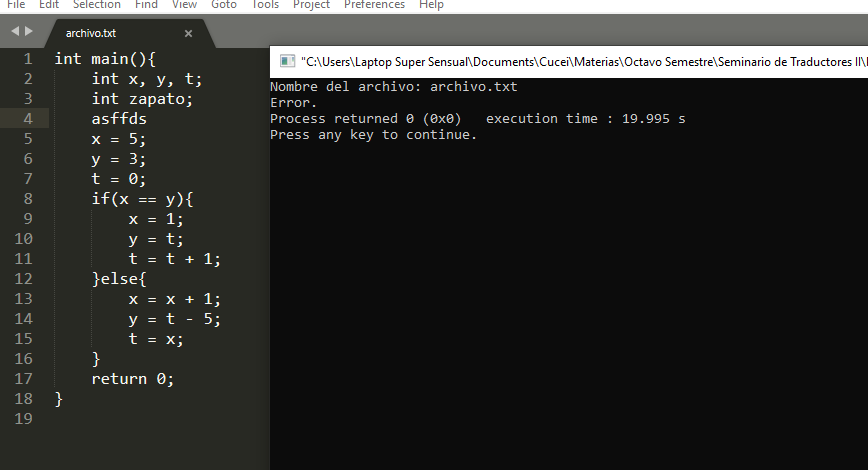 File Edit Selection Find View Goto Tools Project Preferences Help
archivo.txt ×
1 int main(){
2 int x, y, t;
3 int zapato;
4 asffds
5 x = 5;
6 y = 3;
7 t = 0;
8 if(x == y){
9 x = 1;
10 y = t;
11 t = t + 1;
12 }else{
13 x = x + 1;
14 y = t - 5;
15 t = x;
16 }
17 return 0;
18 }
19
"C:\Users\Laptop Super Sensual\Documents\Cucei\Materias\Octavo Semestre\Seminario de Traductores II\
Nombre del archivo: archivo.txt
Error.
Process returned 0 (0x0) execution time : 19.995 s
Press any key to continue.